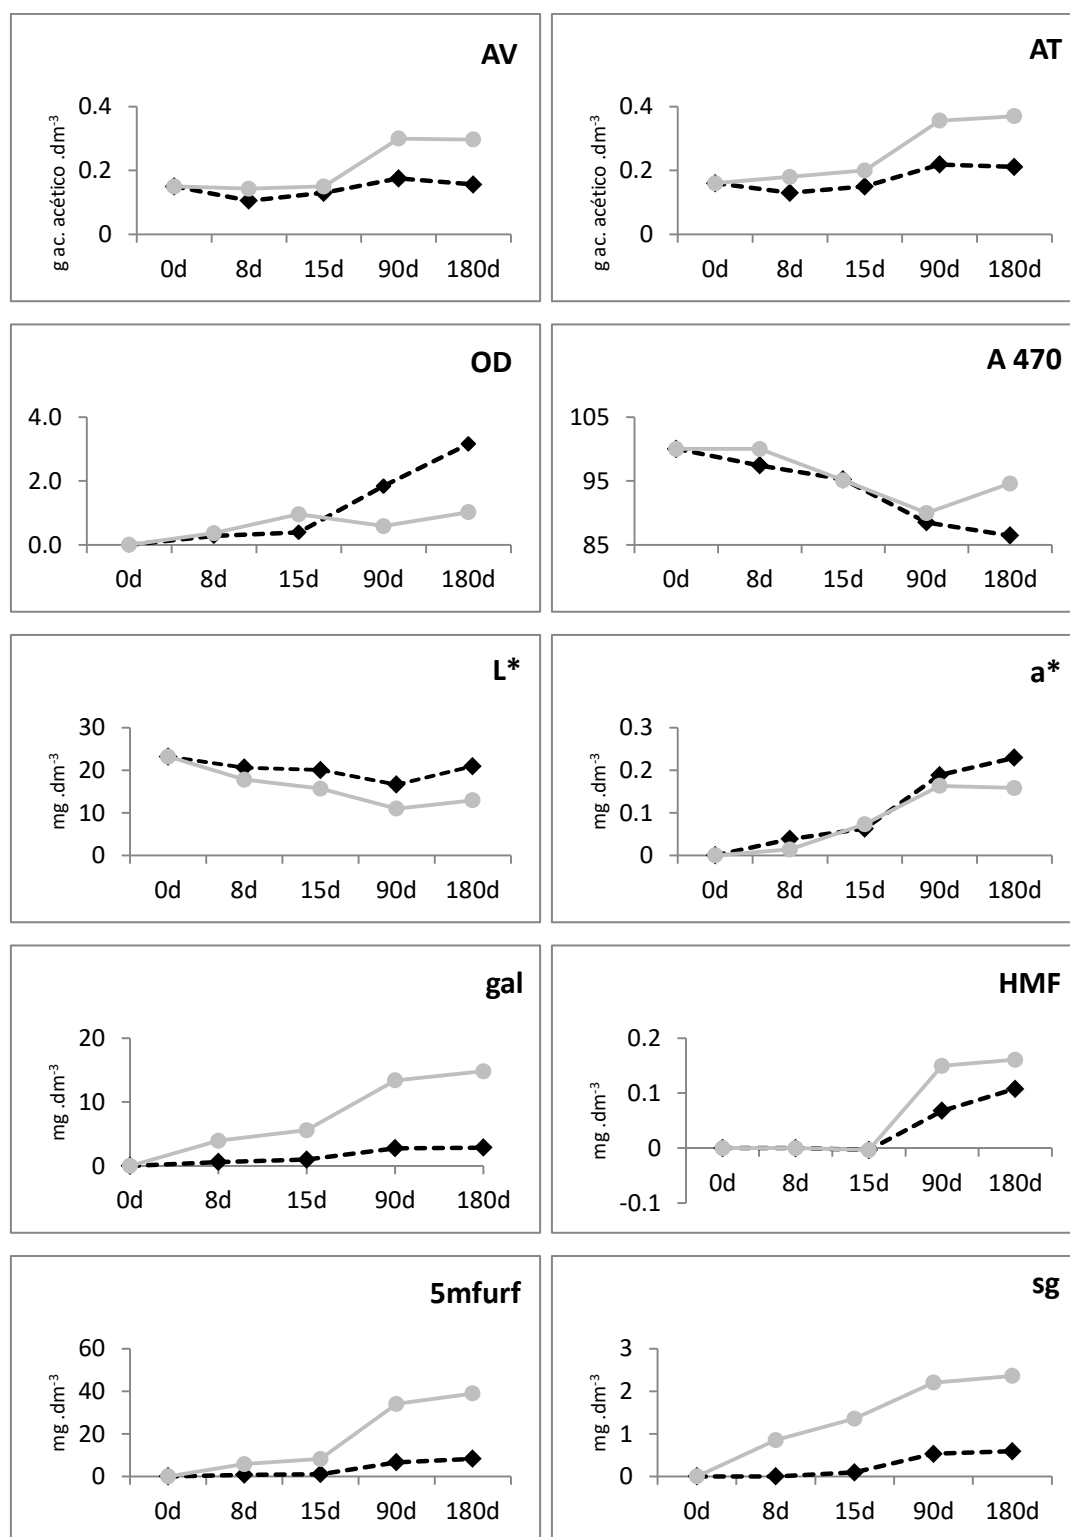 AV
g ac. acético .dm⁻³
0.4
0.2
0
0d 8d 15d 90d 180d
AT
g ac. acético .dm⁻³
0.4
0.2
0
0d 8d 15d 90d 180d
OD
4.0
2.0
0.0
0d 8d 15d 90d 180d
A 470
105
95
85
0d 8d 15d 90d 180d
L*
mg .dm⁻³
30
20
10
0
0d 8d 15d 90d 180d
a*
mg .dm⁻³
0.3
0.2
0.1
0
0d 8d 15d 90d 180d
gal
mg .dm⁻³
20
10
0
0d 8d 15d 90d 180d
HMF
mg .dm⁻³
0.2
0.1
0
-0.1
0d 8d 15d 90d 180d
5mfurf
mg .dm⁻³
60
40
20
0
0d 8d 15d 90d 180d
sg
mg .dm⁻³
3
2
1
0
0d 8d 15d 90d 180d